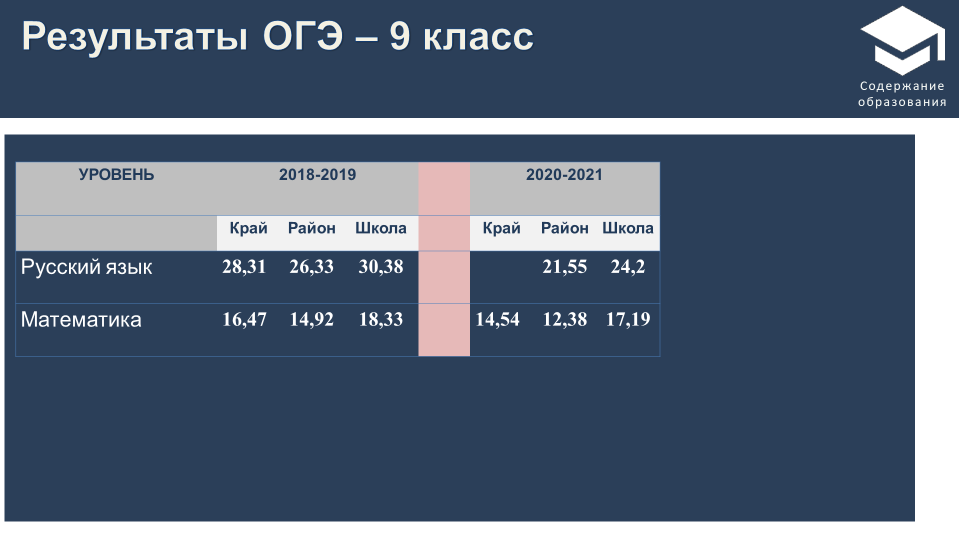 Результаты ОГЭ – 9 класс
Содержание
образования
УРОВЕНЬ 2018-2019 2020-2021
Край Район Школа Край Район Школа
Русский язык 28,31 26,33 30,38 21,55 24,2
Математика 16,47 14,92 18,33 14,54 12,38 17,19